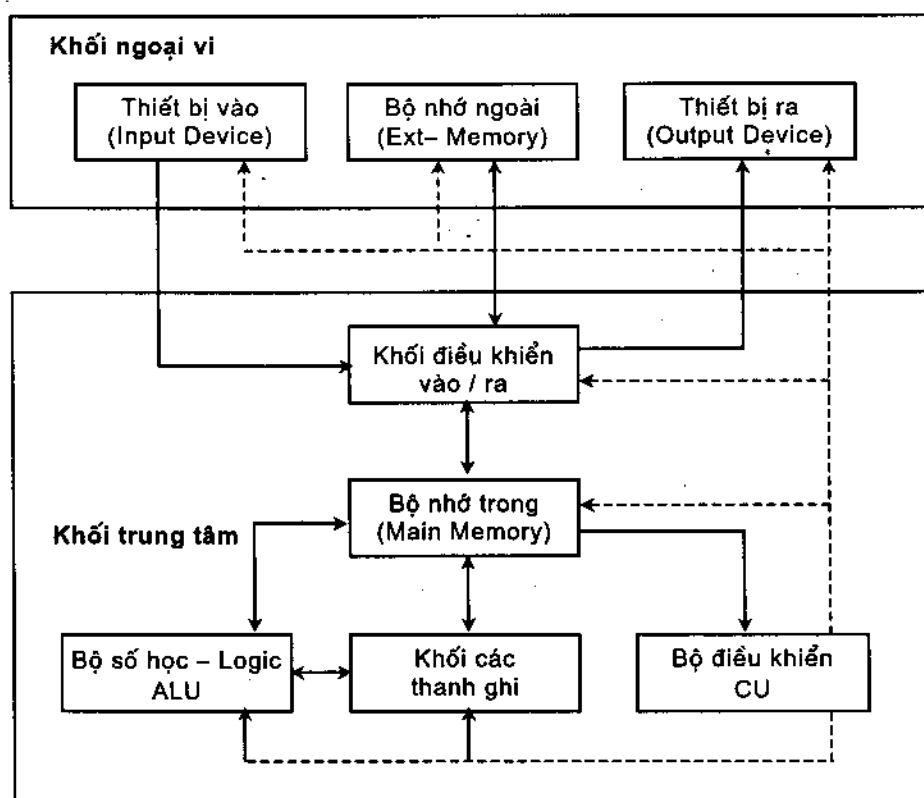 Khối ngoại vi
Thiết bị vào
(Input Device)
Bộ nhớ ngoài
(Ext– Memory)
Thiết bị ra
(Output Device)
Khối điều khiển
vào / ra
Bộ nhớ trong
(Main Memory)
Khối trung tâm
Bộ số học – Logic
ALU
Khối các
thanh ghi
Bộ điều khiển
CU